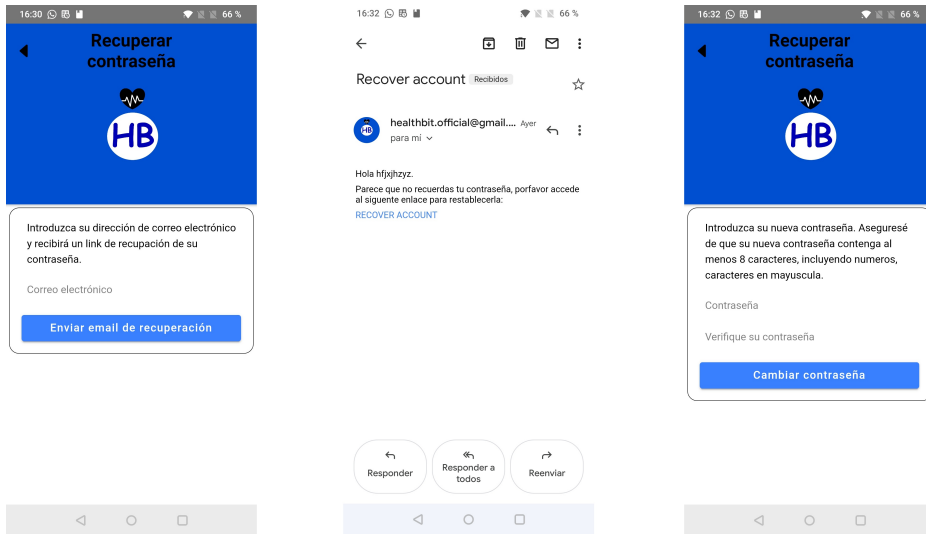 16:30
66 %
Recuperar
contraseña
HB
Introduzca su dirección de correo electrónico
y recibirá un link de recupación de su
contraseña.
Correo electrónico
Enviar email de recuperación
16:32
66 %
Recover account Recibidos
HB
healthbit.official@gmail.... Ayer
para mí
Hola hfjxjhzyz.
Parece que no recuerdas tu contraseña, porfavor accede
al siguente enlace para restablecerla:
RECOVER ACCOUNT
Responder
Responder a
todos
Reenviar
16:32
66 %
Recuperar
contraseña
HB
Introduzca su nueva contraseña. Aseguresé
de que su nueva contraseña contenga al
menos 8 caracteres, incluyendo numeros,
caracteres en mayuscula.
Contraseña
Verifique su contraseña
Cambiar contraseña